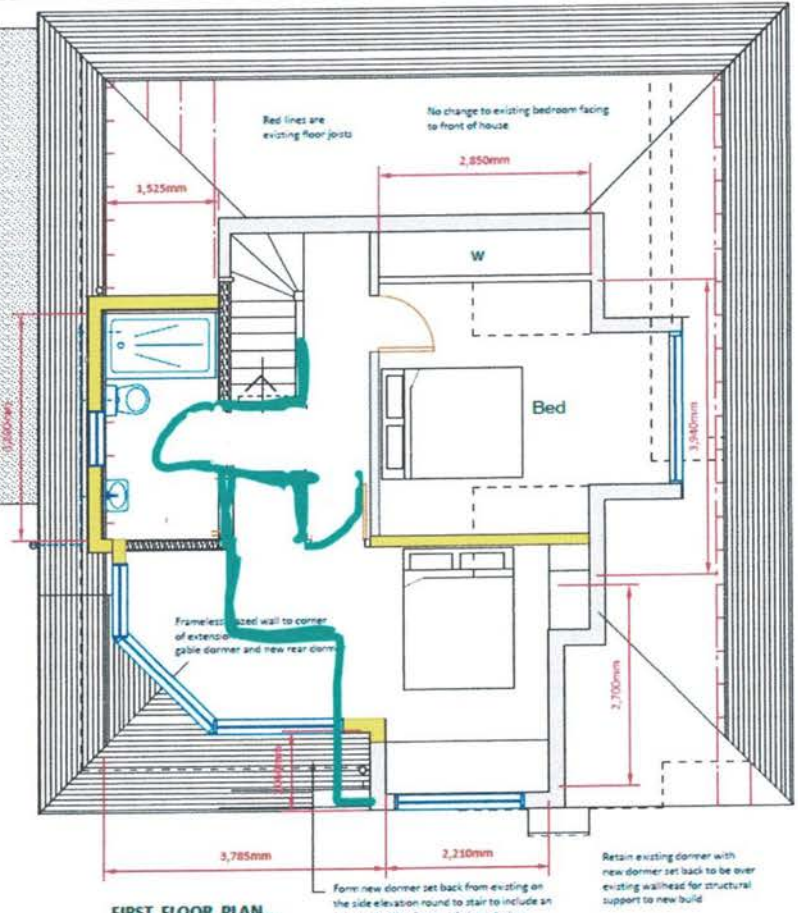 Red lines are
existing floor joists
No change to existing bedroom facing
to front of house
2,850mm
1,525mm
W
Bed
3,940mm
Frameless
wall to corner
of extension
gable dormer and new rear dormer
2,700mm
3,785mm
2,210mm
Form new dormer set back from existing on
the side elevation round to stair to include an
Retain existing dormer with
new dormer set back to be over
existing wallhead for structural
support to new build
FIRST FLOOR PLAN